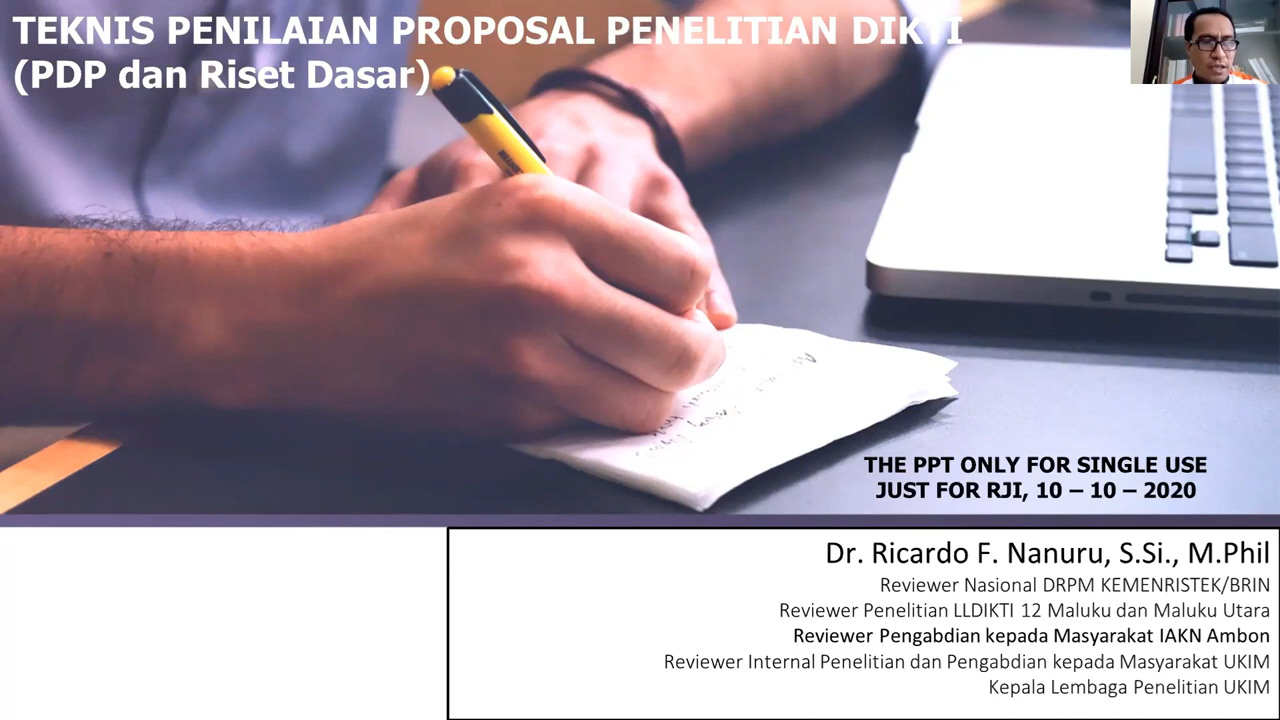 TEKNIS PENILAIAN PROPOSAL PENELITIAN DIKTI
(PDP dan Riset Dasar)
THE PPT ONLY FOR SINGLE USE
JUST FOR RJI, 10 – 10 – 2020
Dr. Ricardo F. Nanuru, S.Si., M.Phil
Reviewer Nasional DRPM KEMENRISTEK/BRIN
Reviewer Penelitian LLDIKTI 12 Maluku dan Maluku Utara
Reviewer Pengabdian kepada Masyarakat IAKN Ambon
Reviewer Internal Penelitian dan Pengabdian kepada Masyarakat UKIM
Kepala Lembaga Penelitian UKIM